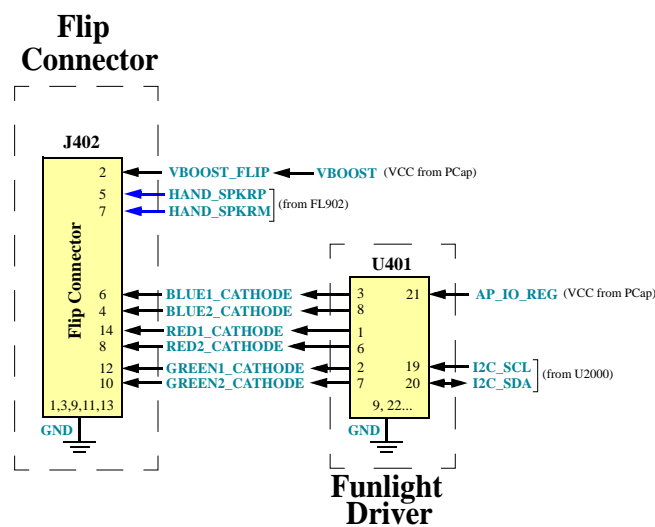 Flip
Connector
J402
2 VBOOST_FLIP VBOOST (VCC from PCap)
5 HAND_SPKRP
(from FL902)
7 HAND_SPKRM
Flip Connector
U401
6 BLUE1_CATHODE 3 21 AP_IO_REG (VCC from PCap)
4 BLUE2_CATHODE 8
14 RED1_CATHODE 1
8 RED2_CATHODE 6
12 GREEN1_CATHODE 2 19 I2C_SCL
(from U2000)
10 GREEN2_CATHODE 7 20 I2C_SDA
1,3,9,11,13 9, 22...
GND GND
Funlight
Driver